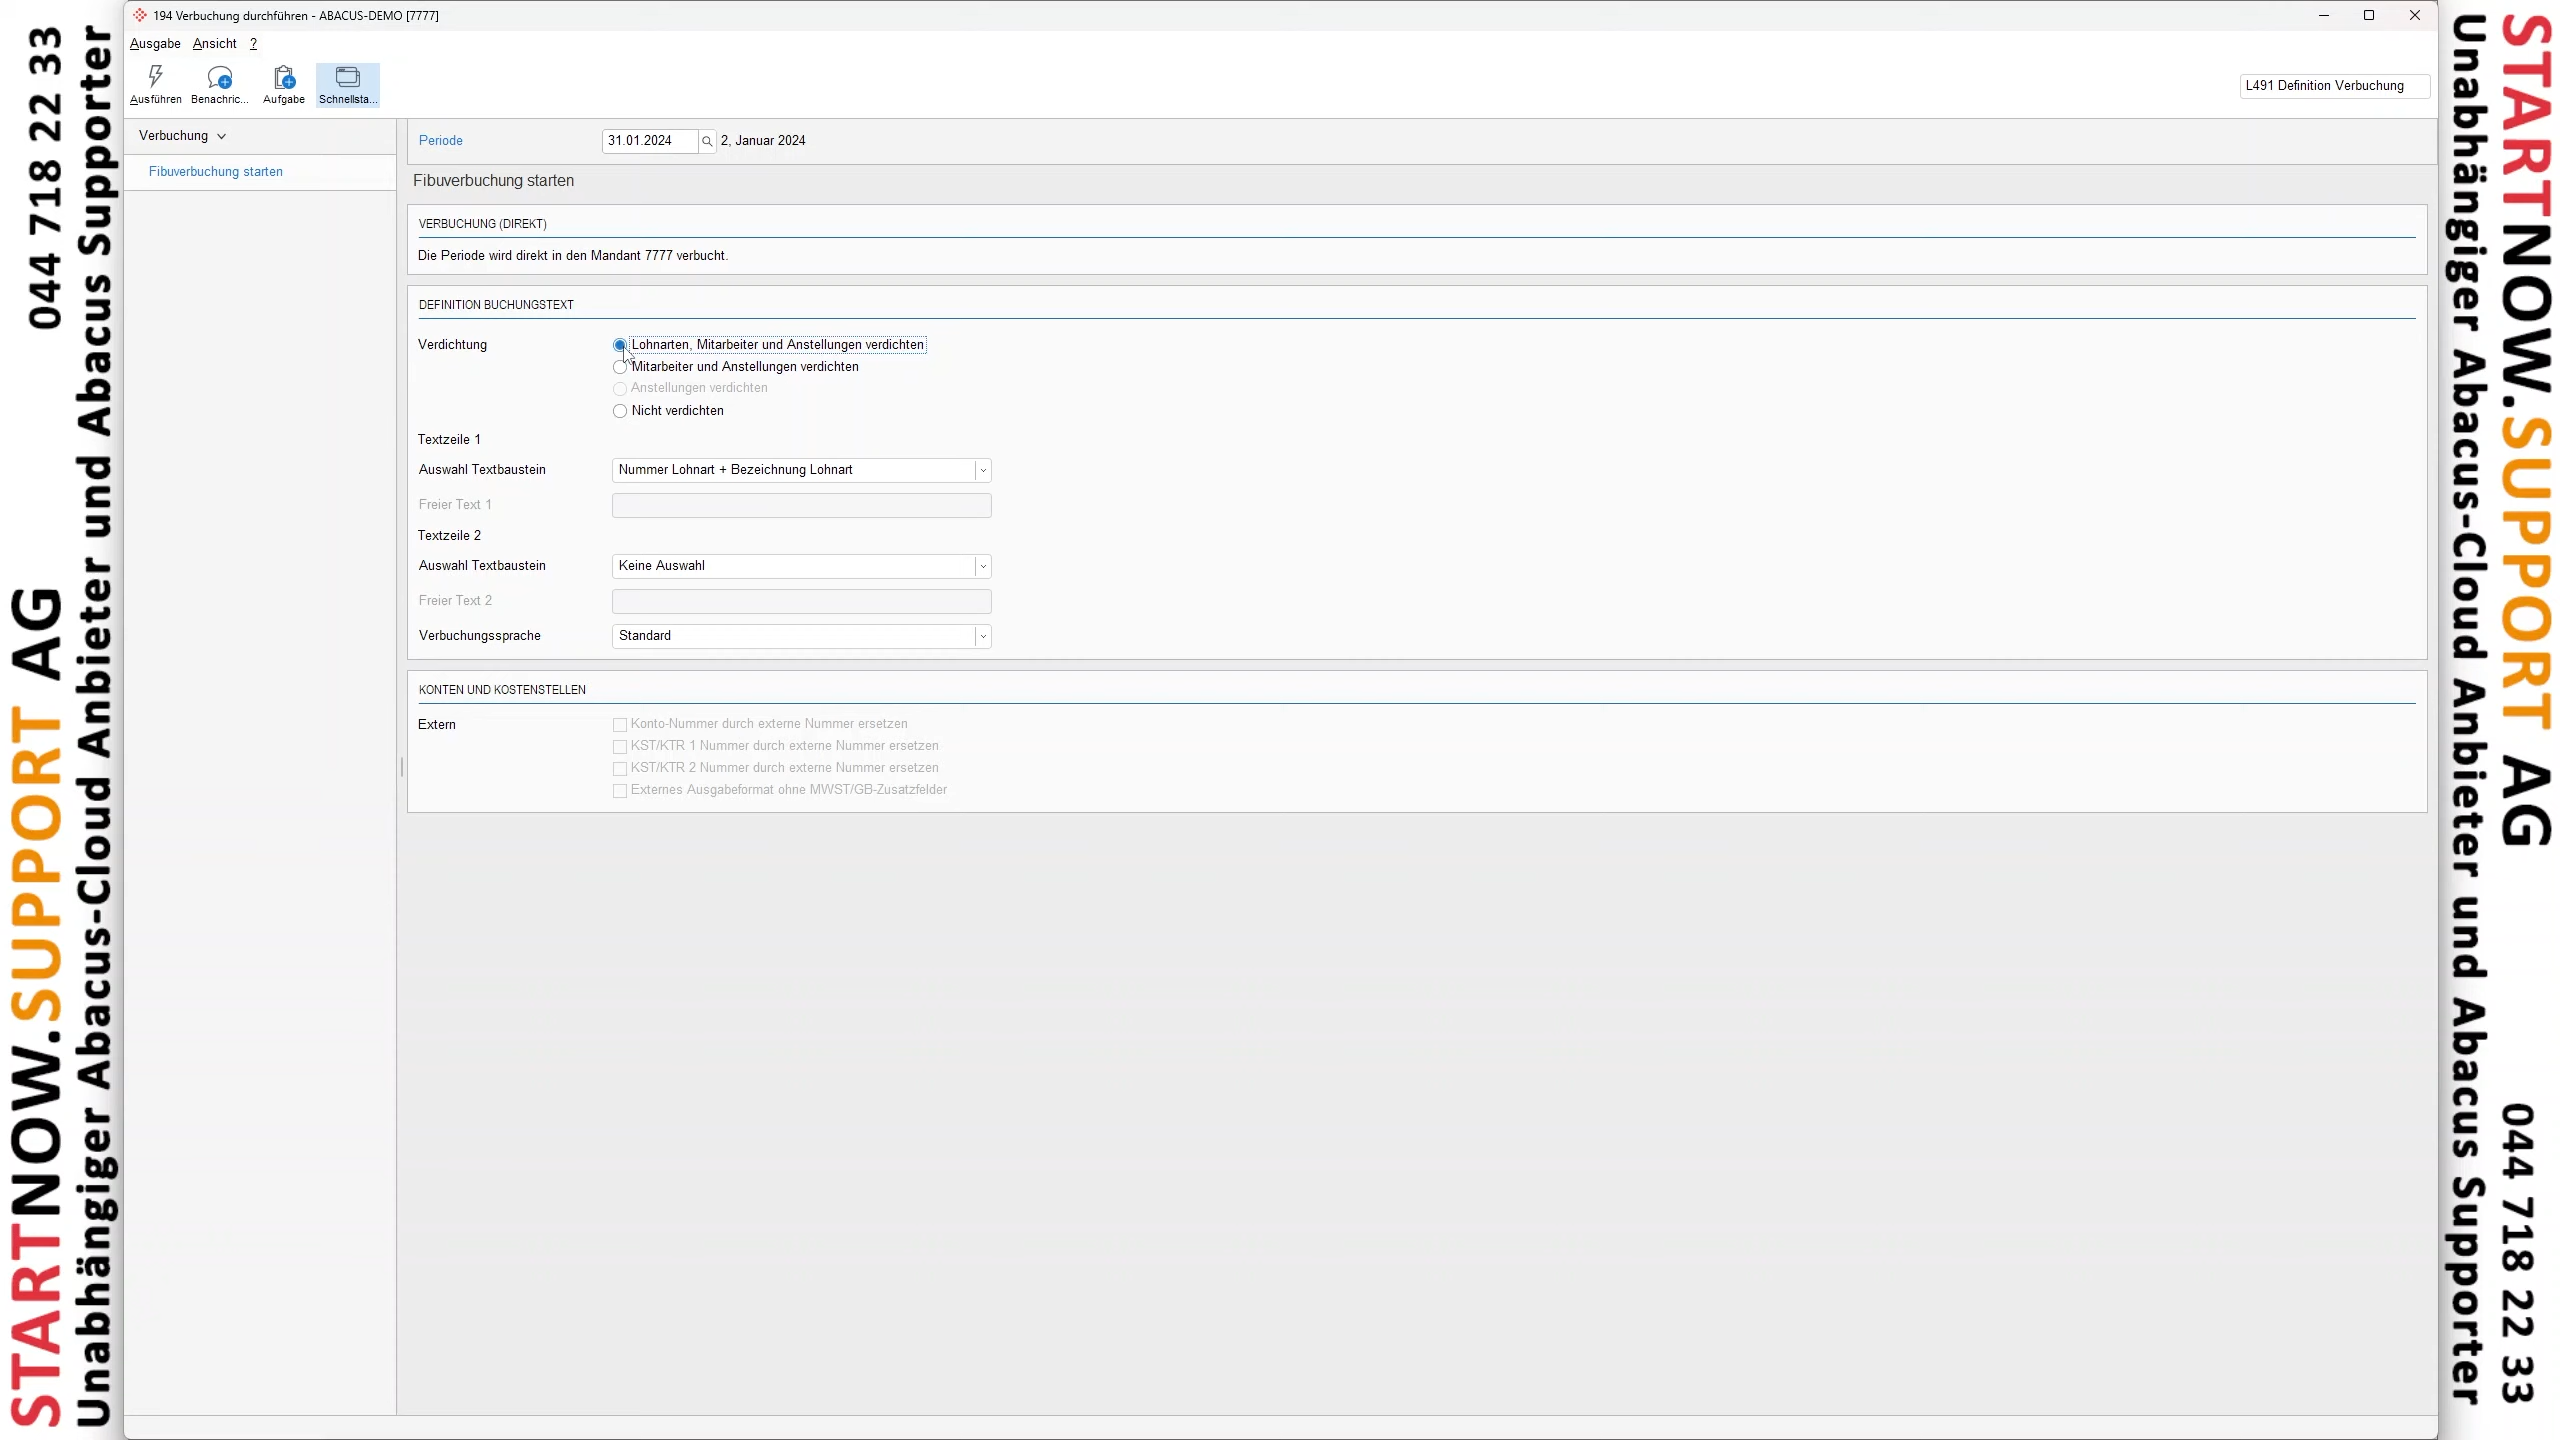 194 Verbuchung durchführen - ABACUS-DEMO [7777]
Ausgabe Ansicht ?
Ausführen Benachric... Aufgabe Schnellsta...
L491 Definition Verbuchung
Verbuchung
Fibuverbuchung starten
Periode 31.01.2024 2, Januar 2024
Fibuverbuchung starten
VERBUCHUNG (DIREKT)
Die Periode wird direkt in den Mandant 7777 verbucht.
DEFINITION BUCHUNGSTEXT
Verdichtung Lohnarten, Mitarbeiter und Anstellungen verdichten
Mitarbeiter und Anstellungen verdichten
Anstellungen verdichten
Nicht verdichten
Textzeile 1
Auswahl Textbaustein Nummer Lohnart + Bezeichnung Lohnart
Freier Text 1
Textzeile 2
Auswahl Textbaustein Keine Auswahl
Freier Text 2
Verbuchungssprache Standard
KONTEN UND KOSTENSTELLEN
Extern Konto-Nummer durch externe Nummer ersetzen
KST/KTR 1 Nummer durch externe Nummer ersetzen
KST/KTR 2 Nummer durch externe Nummer ersetzen
Externes Ausgabeformat ohne MWST/GB-Zusatzfelder
STARTNOW.SUPPORT AG 044 718 22 33
Unabhängiger Abacus-Cloud Anbieter und Abacus Supporter
STARTNOW.SUPPORT AG 044 718 22 33
Unabhängiger Abacus-Cloud Anbieter und Abacus Supporter